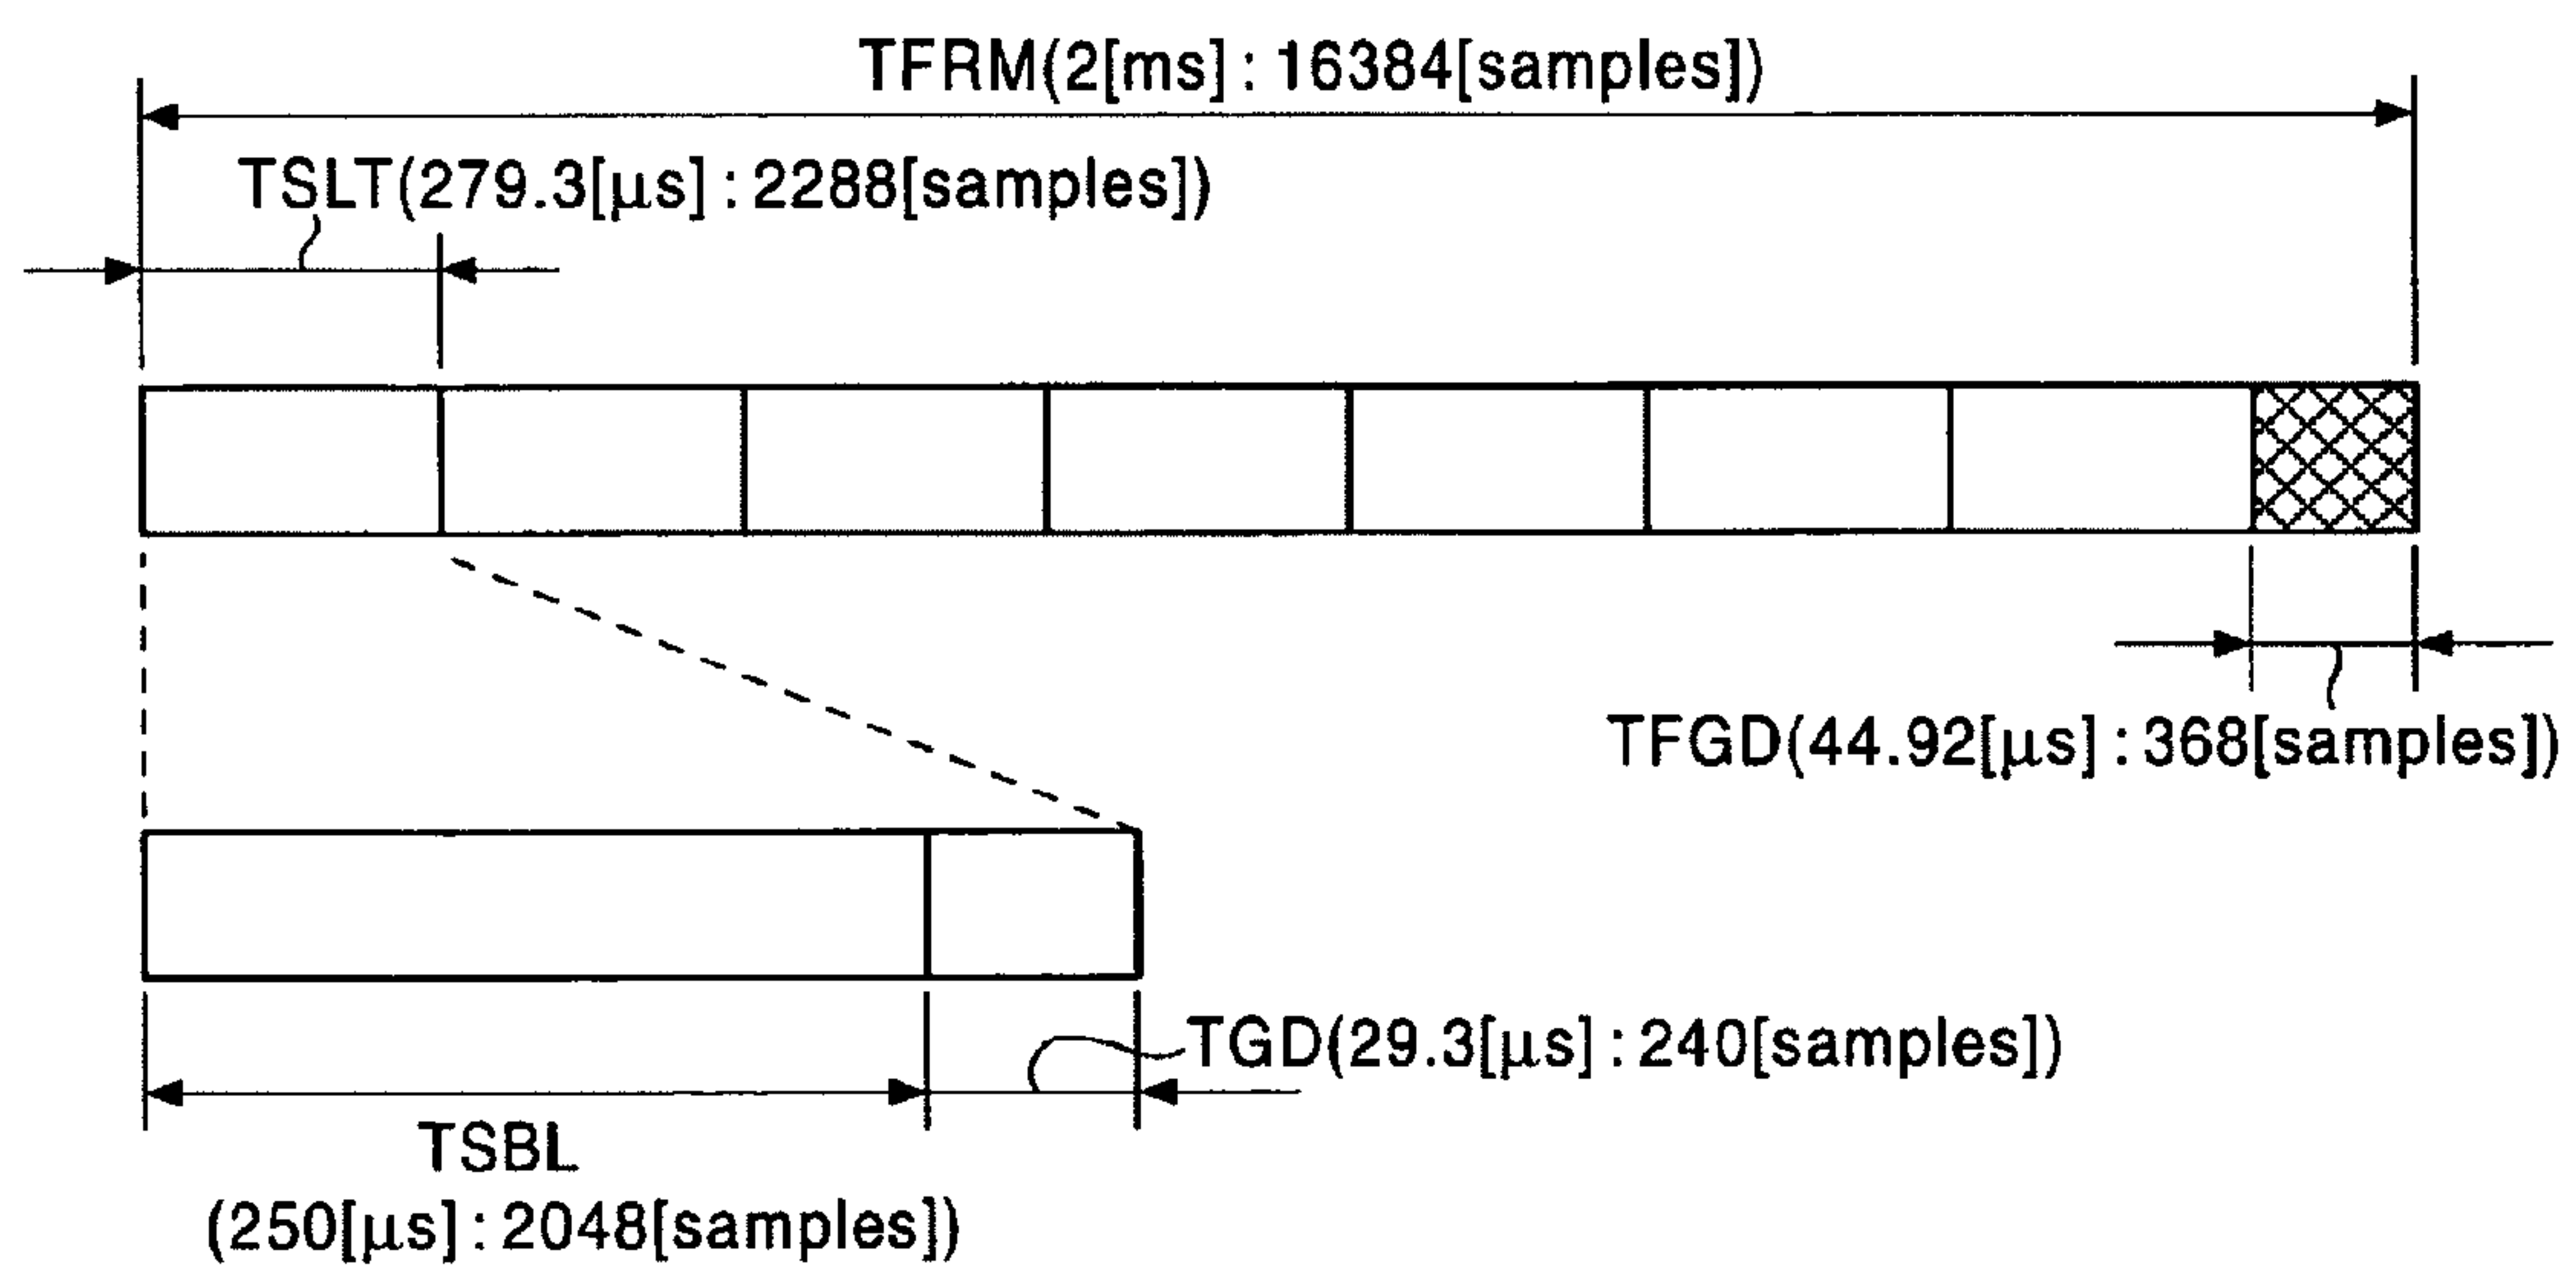 TFRM(2[ms]:16384[samples])
TSLT(279.3[μs]:2288[samples])
TFGD(44.92[μs]:368[samples])
TGD(29.3[μs]:240[samples])
TSBL
(250[μs]:2048[samples])